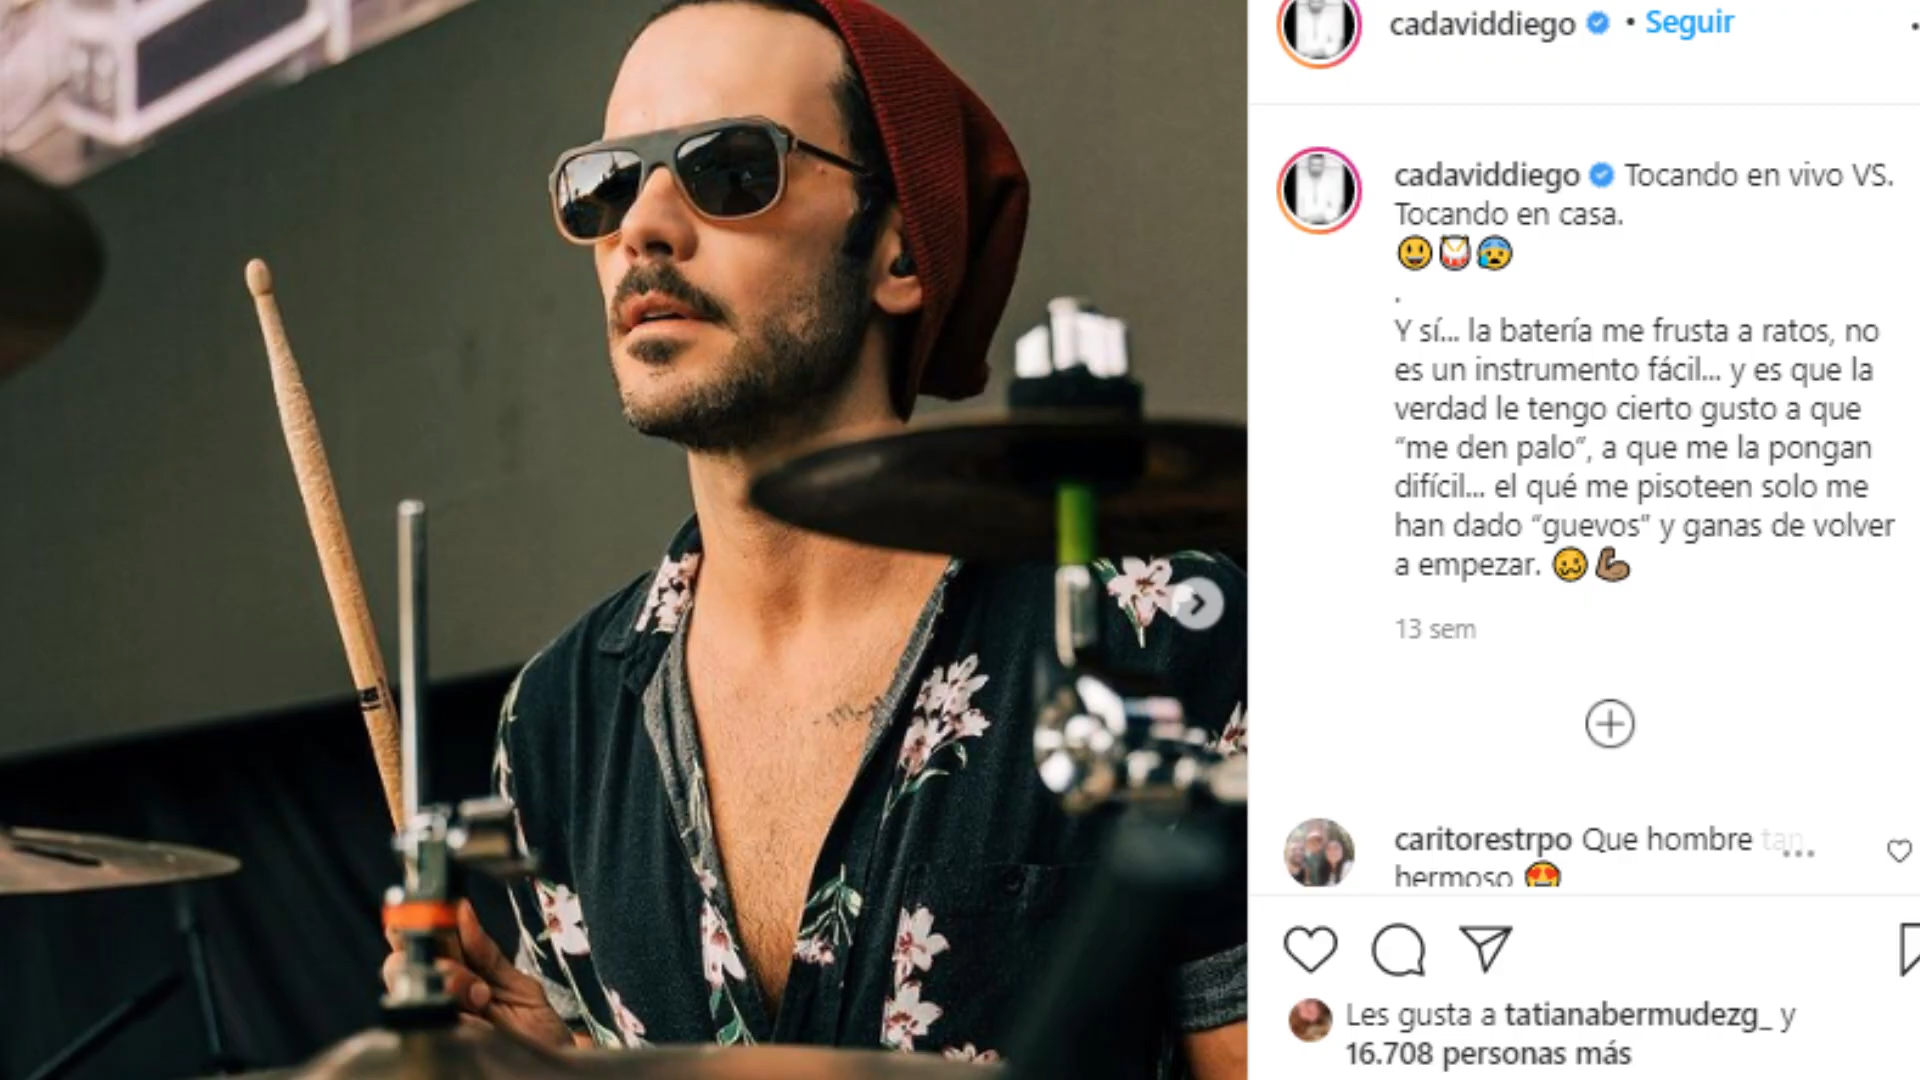 cadaviddiego • Seguir
cadaviddiego Tocando en vivo VS.
Tocando en casa.
😃🥁😰
.
Y sí... la batería me frusta a ratos, no
es un instrumento fácil... y es que la
verdad le tengo cierto gusto a que
“me den palo”, a que me la pongan
difícil... el qué me pisoteen solo me
han dado “guevos” y ganas de volver
a empezar. 🥴💪🏽
13 sem
caritorestrpo Que hombre tan
hermoso 😍
Les gusta a tatianabermudezg_ y
16.708 personas más